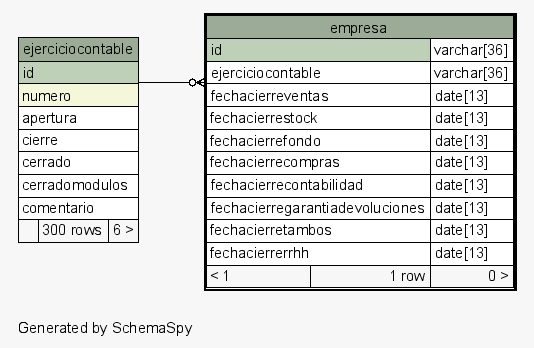 ejerciciocontable
id
numero
apertura
cierre
cerrado
cerradomodulos
comentario
300 rows 6 >
empresa
id varchar[36]
ejerciciocontable varchar[36]
fechacierreventas date[13]
fechacierrestock date[13]
fechacierrefondo date[13]
fechacierrecompras date[13]
fechacierrecontabilidad date[13]
fechacierregarantiadevoluciones date[13]
fechacierretambos date[13]
fechacierrerrhh date[13]
< 1 1 row 0 >
Generated by SchemaSpy